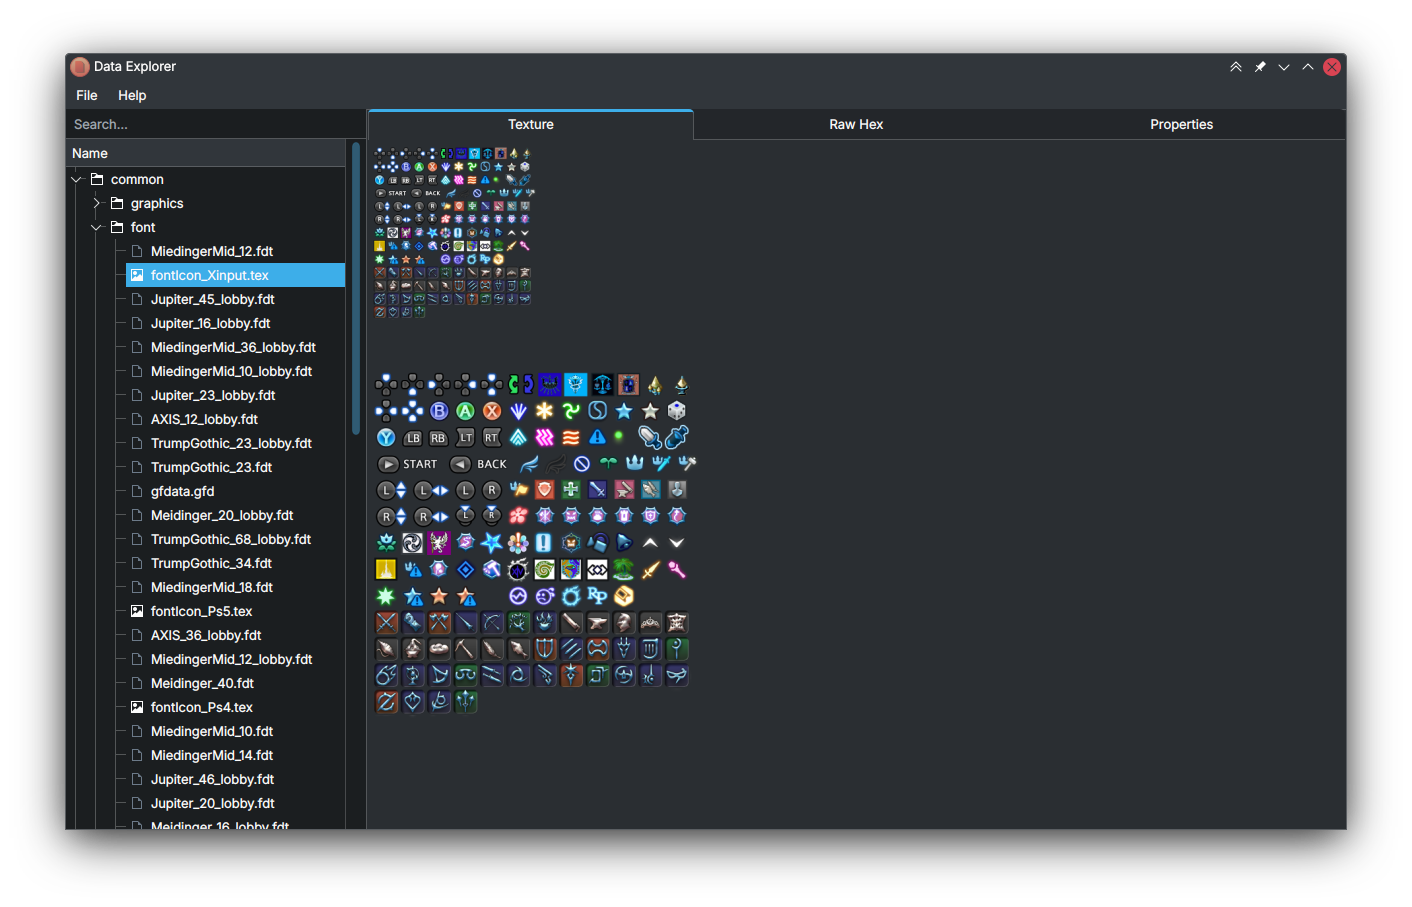 Data Explorer
File Help
Search...
Name
common
graphics
font
MiedingerMid_12.fdt
fontIcon_Xinput.tex
Jupiter_45_lobby.fdt
Jupiter_16_lobby.fdt
MiedingerMid_36_lobby.fdt
MiedingerMid_10_lobby.fdt
Jupiter_23_lobby.fdt
AXIS_12_lobby.fdt
TrumpGothic_23_lobby.fdt
TrumpGothic_23.fdt
gfdata.gfd
Meidinger_20_lobby.fdt
TrumpGothic_68_lobby.fdt
TrumpGothic_34.fdt
MiedingerMid_18.fdt
fontIcon_Ps5.tex
AXIS_36_lobby.fdt
MiedingerMid_12_lobby.fdt
Meidinger_40.fdt
fontIcon_Ps4.tex
MiedingerMid_10.fdt
MiedingerMid_14.fdt
Jupiter_46_lobby.fdt
Jupiter_20_lobby.fdt
Meidinger_16_lobby.fdt
Texture Raw Hex Properties
START BACK
B A X
Y LB RB LT RT
START BACK
L L L R
R R L R
RP